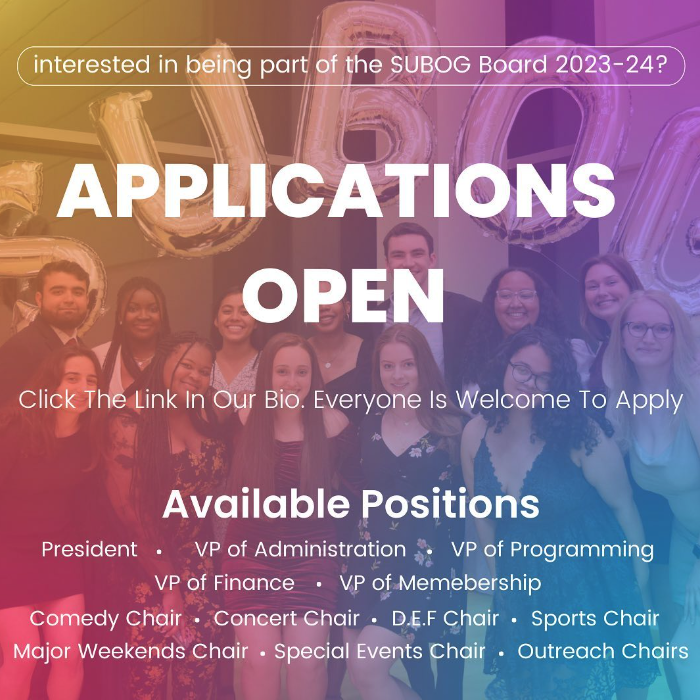 interested in being part of the SUBOG Board 2023-24?
SUBOG
APPLICATIONS
OPEN
Click The Link In Our Bio. Everyone Is Welcome To Apply
Available Positions
President • VP of Administration • VP of Programming
VP of Finance • VP of Memebership
Comedy Chair • Concert Chair • D.E.F Chair • Sports Chair
Major Weekends Chair • Special Events Chair • Outreach Chairs